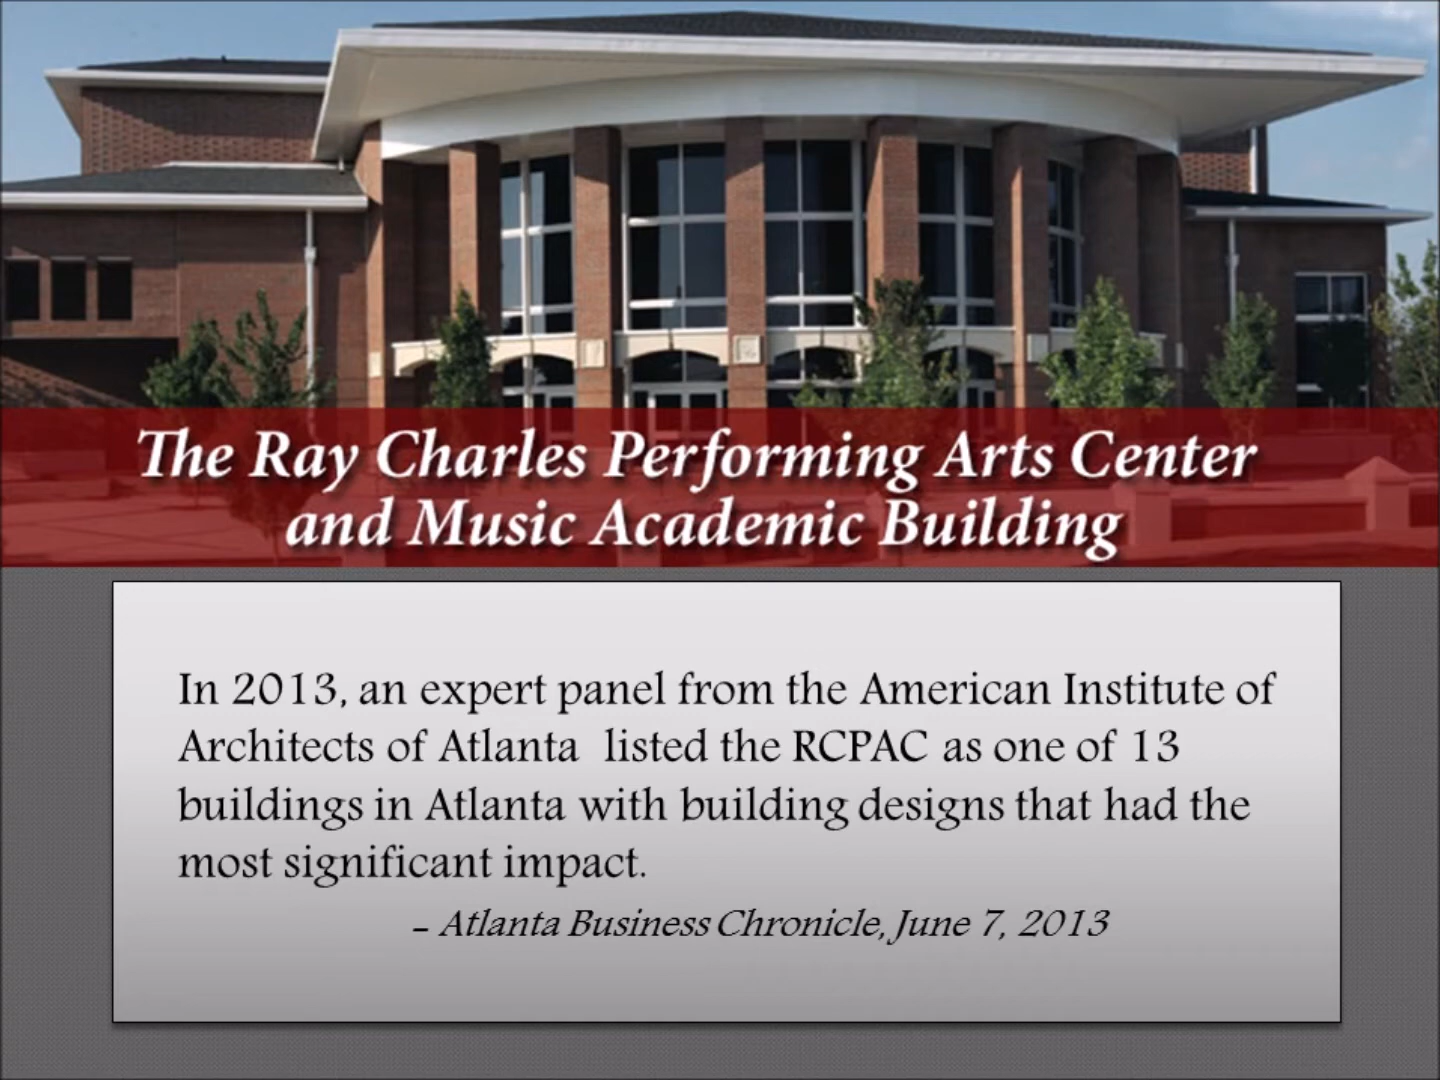 The Ray Charles Performing Arts Center
and Music Academic Building
In 2013, an expert panel from the American Institute of
Architects of Atlanta listed the RCPAC as one of 13
buildings in Atlanta with building designs that had the
most significant impact.
– Atlanta Business Chronicle, June 7, 2013